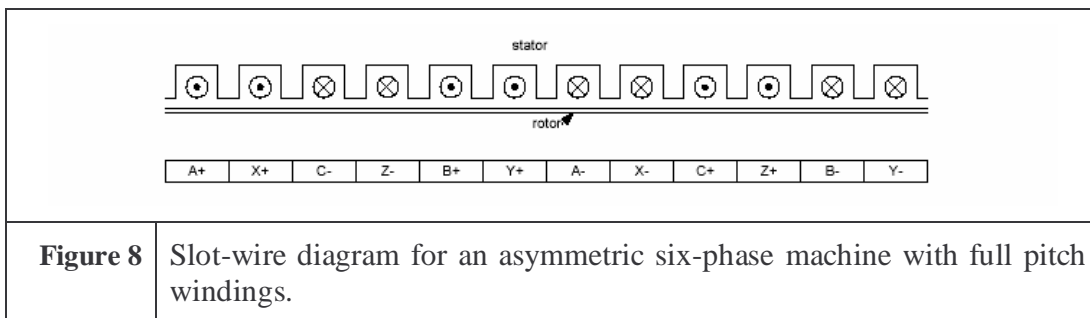 stator
rotor
A+ X+ C- Z- B+ Y+ A- X- C+ Z+ B- Y-
Figure 8 Slot-wire diagram for an asymmetric six-phase machine with full pitch
windings.